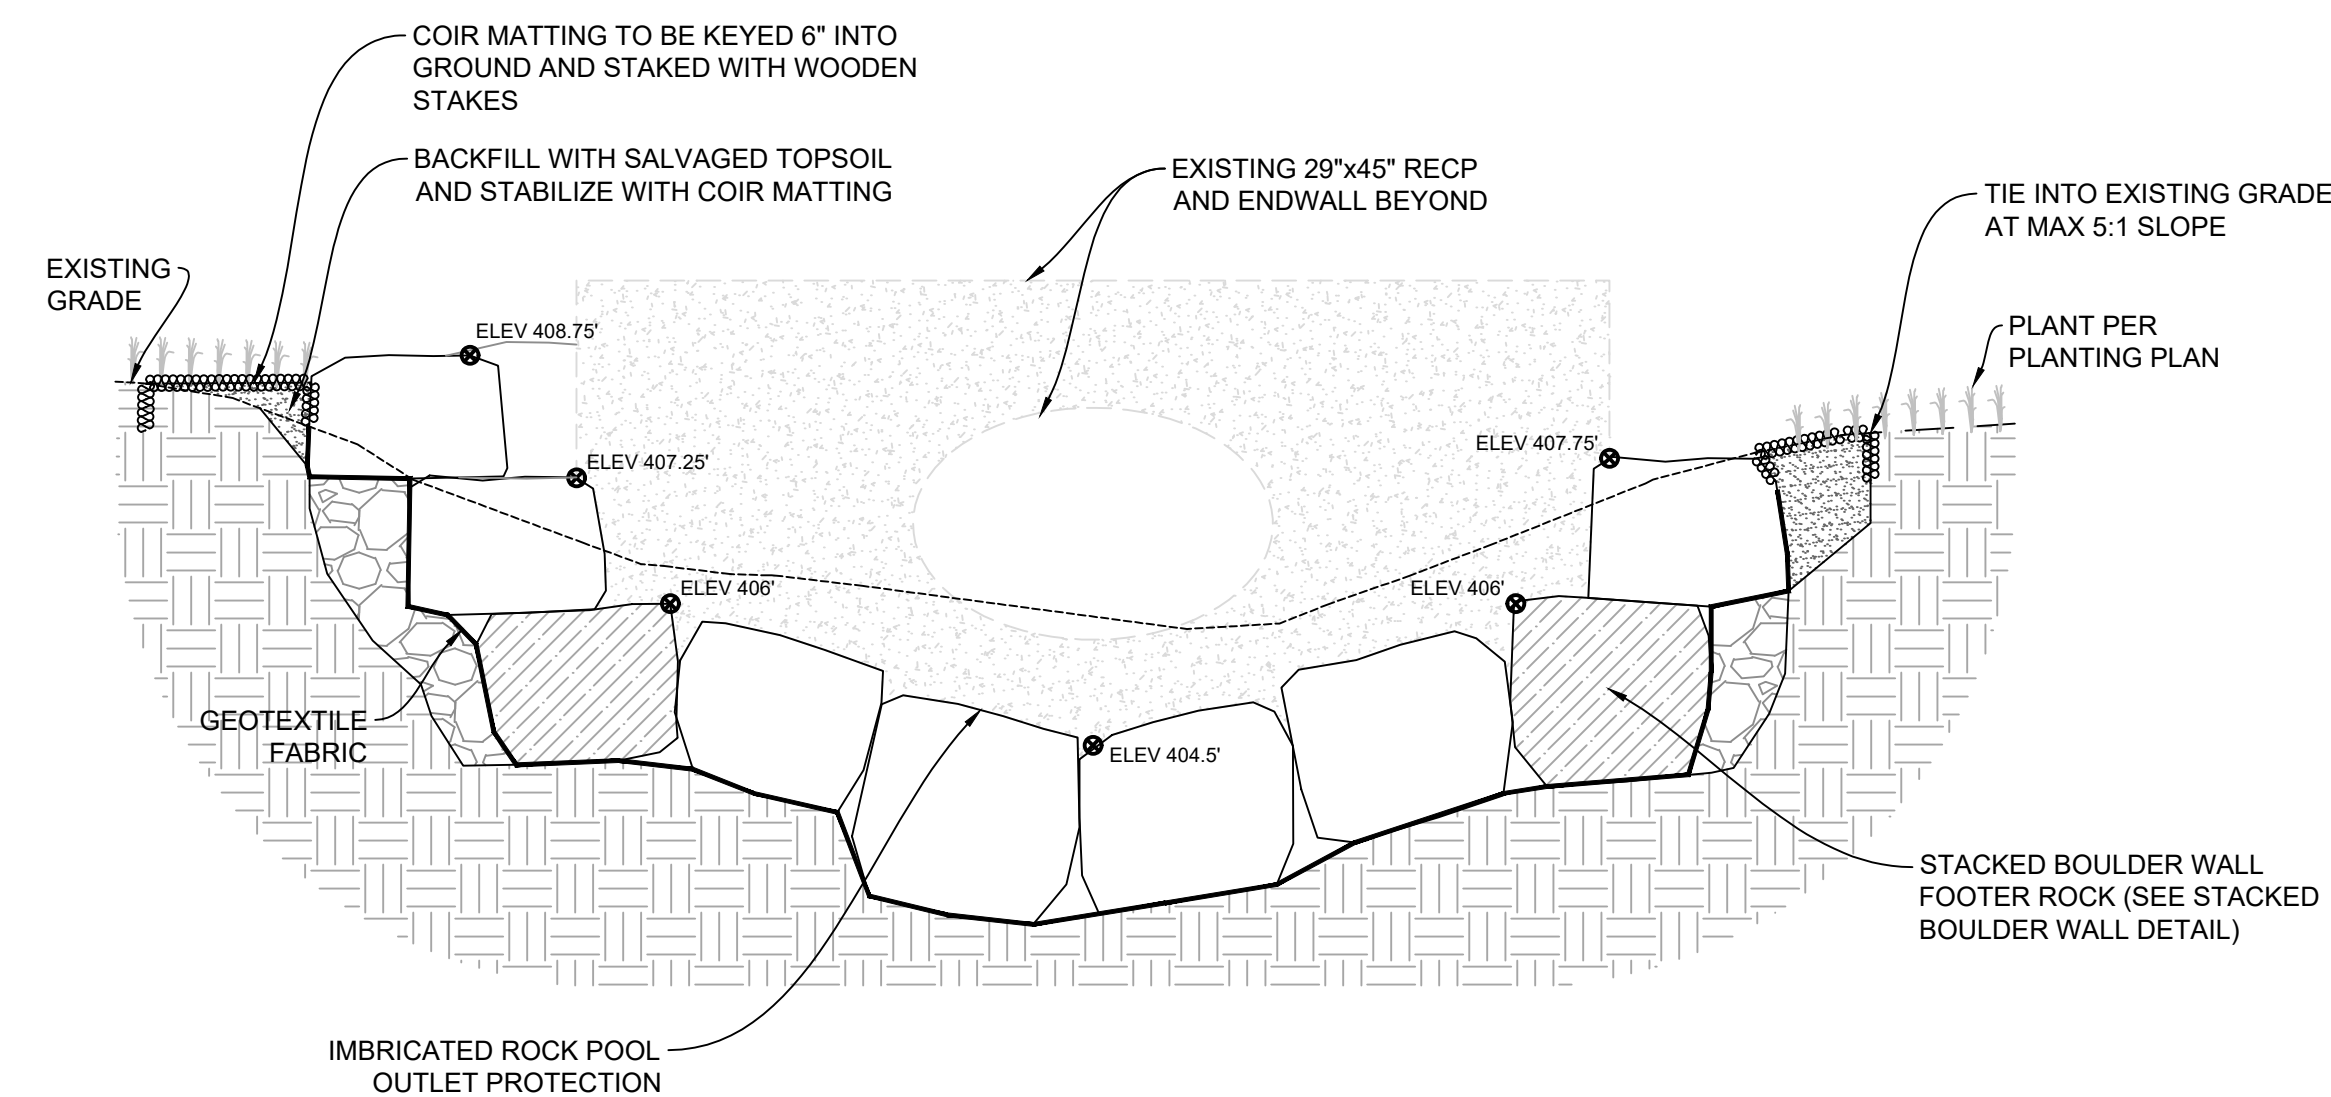 COIR MATTING TO BE KEYED 6" INTO
GROUND AND STAKED WITH WOODEN
STAKES
BACKFILL WITH SALVAGED TOPSOIL
AND STABILIZE WITH COIR MATTING
EXISTING
GRADE
EXISTING 29"x45" RECP
AND ENDWALL BEYOND
TIE INTO EXISTING GRADE
AT MAX 5:1 SLOPE
PLANT PER
PLANTING PLAN
ELEV 408.75'
ELEV 407.25'
ELEV 407.75'
ELEV 406'
ELEV 406'
ELEV 404.5'
GEOTEXTILE
FABRIC
STACKED BOULDER WALL
FOOTER ROCK (SEE STACKED
BOULDER WALL DETAIL)
IMBRICATED ROCK POOL
OUTLET PROTECTION